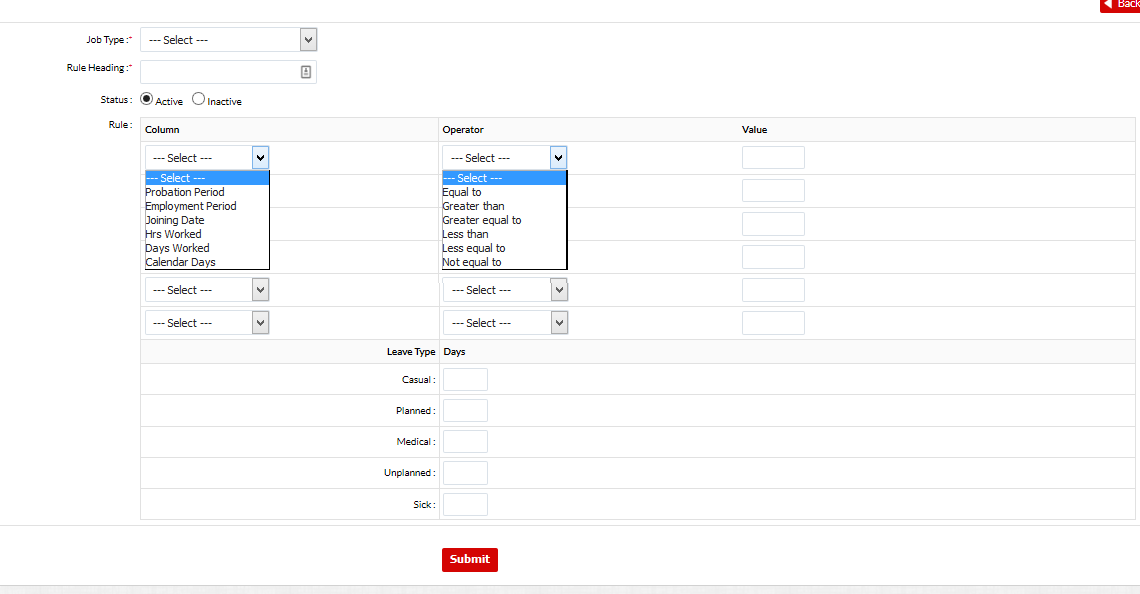 Back
Job Type :*
--- Select ---
Rule Heading :*
Status :
Active
Inactive
Rule :
Column
Operator
Value
--- Select ---
--- Select ---
Probation Period
Employment Period
Joining Date
Hrs Worked
Days Worked
Calendar Days
--- Select ---
--- Select ---
Equal to
Greater than
Greater equal to
Less than
Less equal to
Not equal to
--- Select ---
--- Select ---
--- Select ---
--- Select ---
Leave Type
Days
Casual :
Planned :
Medical :
Unplanned :
Sick :
Submit